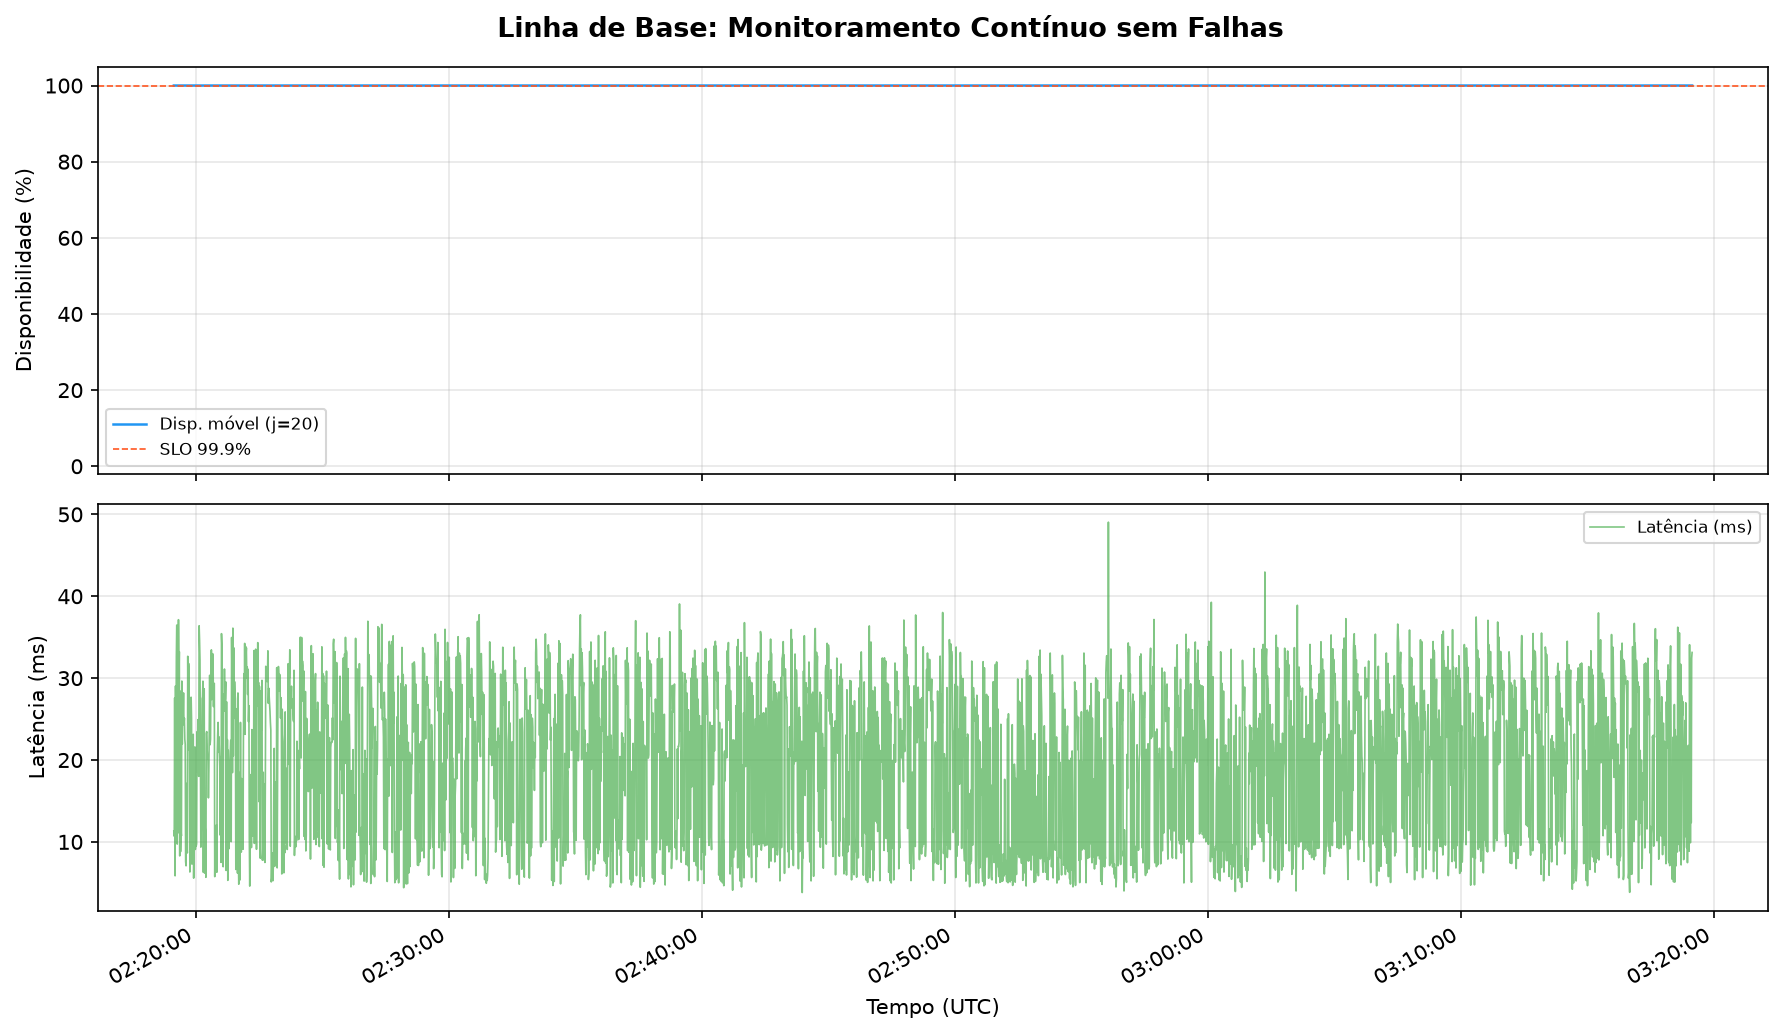 Linha de Base: Monitoramento Contínuo sem Falhas
Disponibilidade (%)
100
80
60
40
20
0
Disp. móvel (j=20)
SLO 99.9%
Latência (ms)
50
40
30
20
10
Latência (ms)
02:20:00
02:30:00
02:40:00
02:50:00
03:00:00
03:10:00
03:20:00
Tempo (UTC)